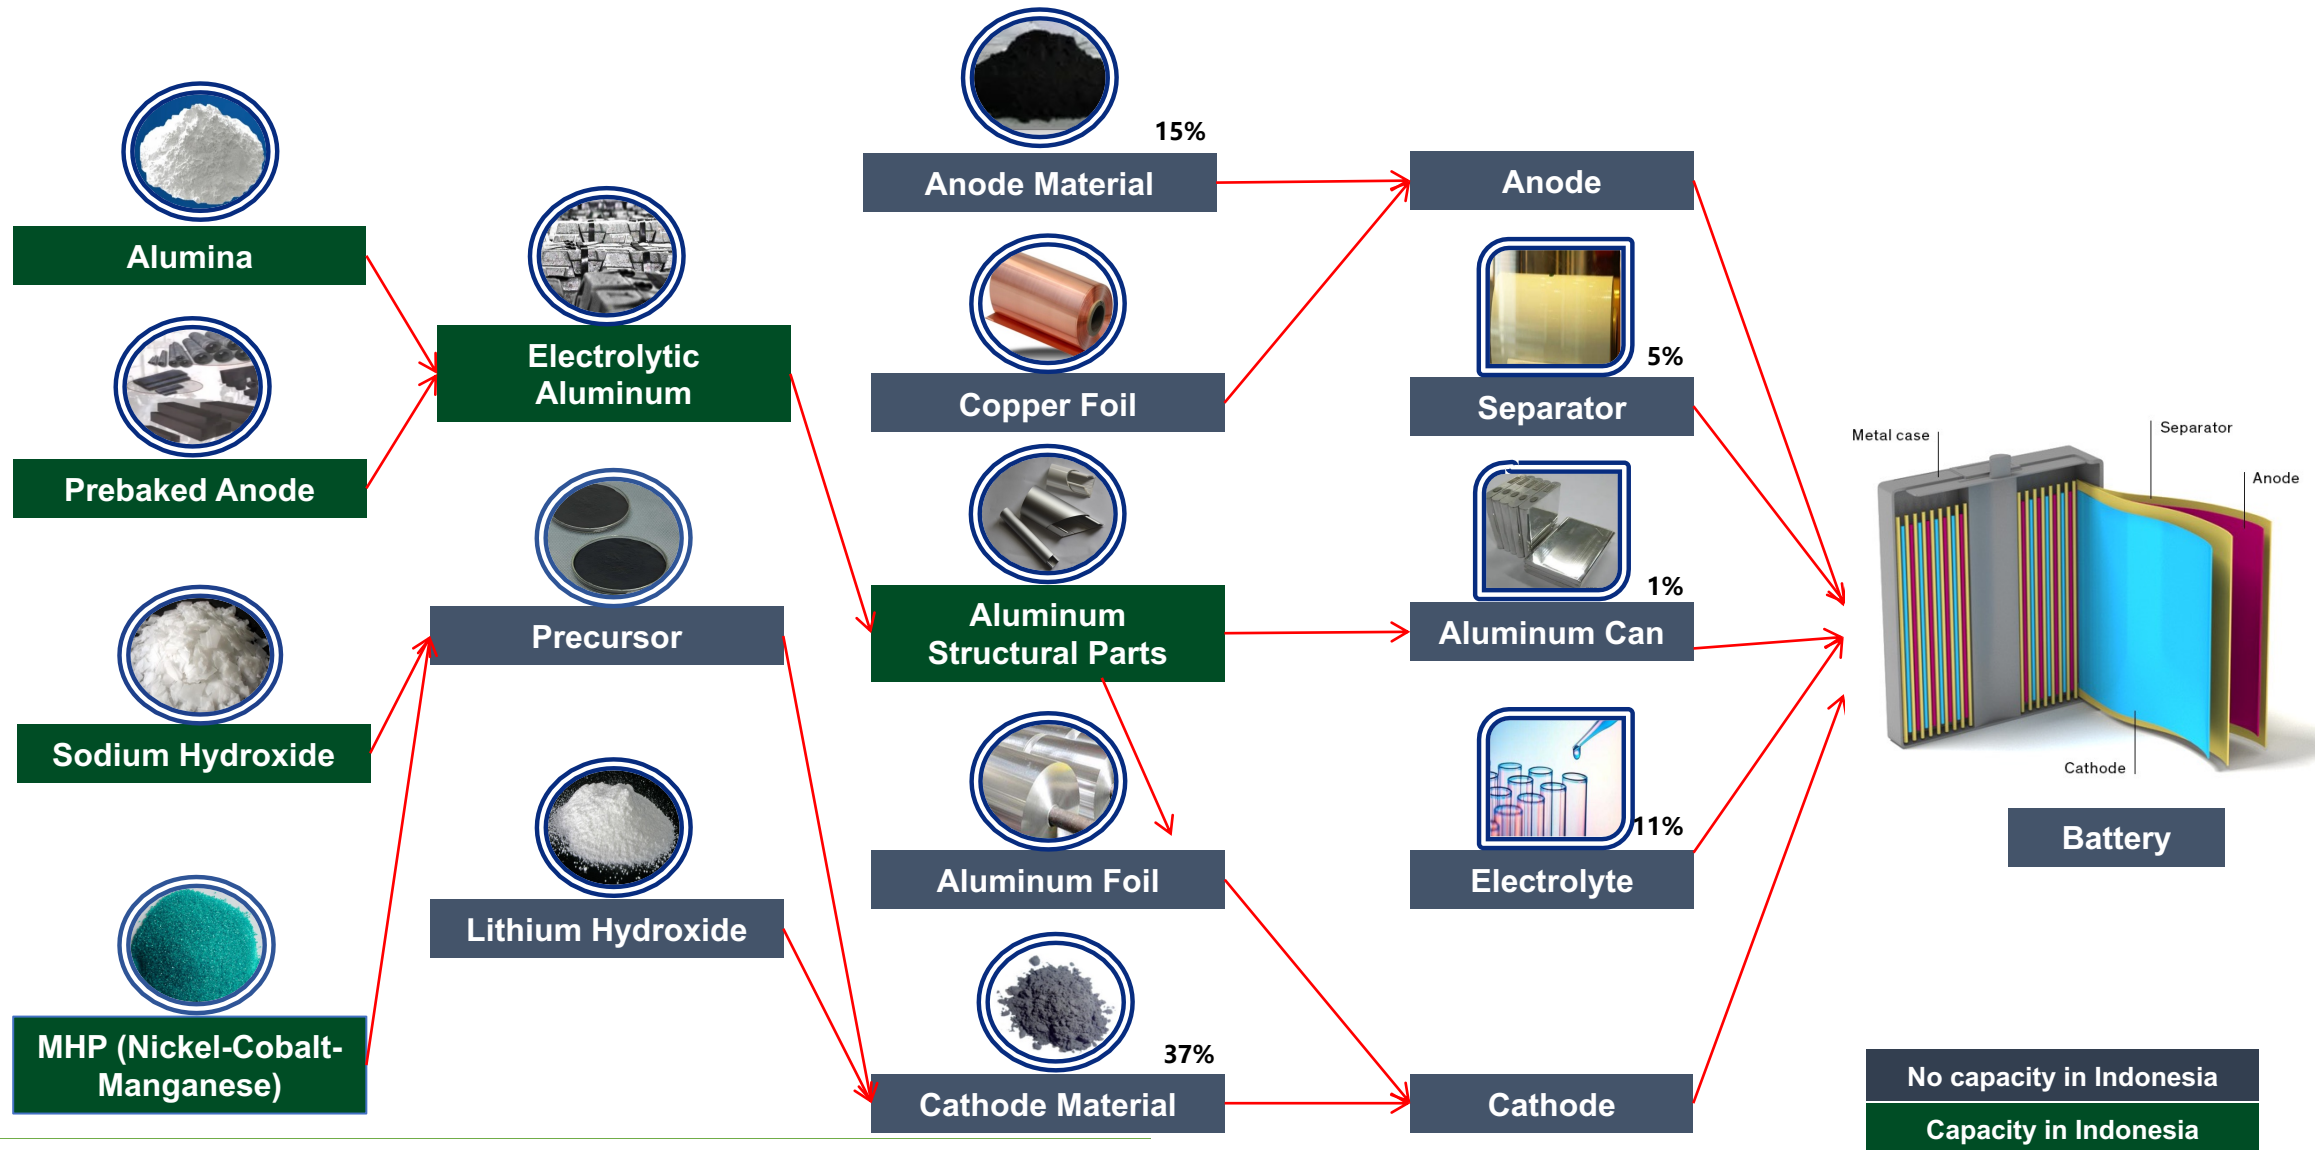 15%
Anode Material
Anode
Alumina
Electrolytic
Aluminum
Copper Foil
5%
Separator
Prebaked Anode
Precursor
Aluminum
Structural Parts
1%
Aluminum Can
Metal case
Separator
Anode
Cathode
Battery
Sodium Hydroxide
Lithium Hydroxide
Aluminum Foil
11%
Electrolyte
MHP (Nickel-Cobalt-
Manganese)
37%
Cathode Material
Cathode
No capacity in Indonesia
Capacity in Indonesia